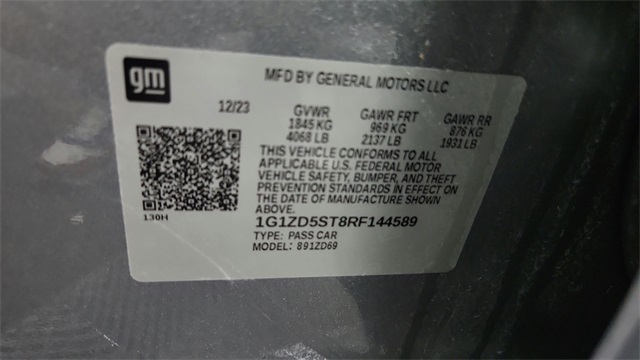 gm
MFD BY GENERAL MOTORS LLC
12/23 GVWR GAWR FRT GAWR RR
1845 KG 969 KG 876 KG
4068 LB 2137 LB 1931 LB
THIS VEHICLE CONFORMS TO ALL
APPLICABLE U.S. FEDERAL MOTOR
VEHICLE SAFETY, BUMPER, AND THEFT
PREVENTION STANDARDS IN EFFECT ON
THE DATE OF MANUFACTURE SHOWN
ABOVE.
130H
1G1ZD5ST8RF144589
TYPE: PASS CAR
MODEL: 891ZD69